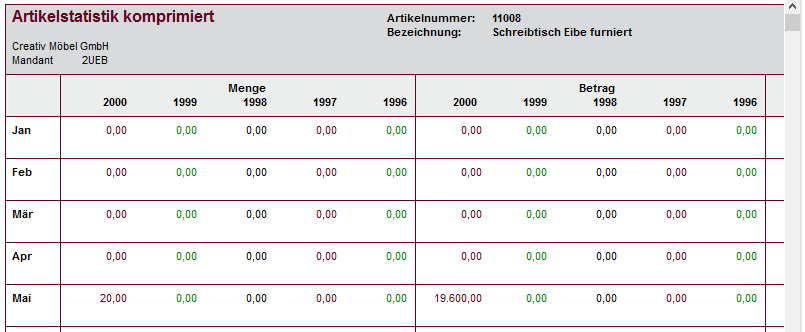 Artikelstatistik komprimiert
Artikelnummer: 11008
Bezeichnung: Schreibtisch Eibe furniert
Creativ Möbel GmbH
Mandant 2UEB
Menge Betrag
2000 1999 1998 1997 1996 2000 1999 1998 1997 1996
Jan 0,00 0,00 0,00 0,00 0,00 0,00 0,00 0,00 0,00 0,00
Feb 0,00 0,00 0,00 0,00 0,00 0,00 0,00 0,00 0,00 0,00
Mär 0,00 0,00 0,00 0,00 0,00 0,00 0,00 0,00 0,00 0,00
Apr 0,00 0,00 0,00 0,00 0,00 0,00 0,00 0,00 0,00 0,00
Mai 20,00 0,00 0,00 0,00 0,00 19.600,00 0,00 0,00 0,00 0,00